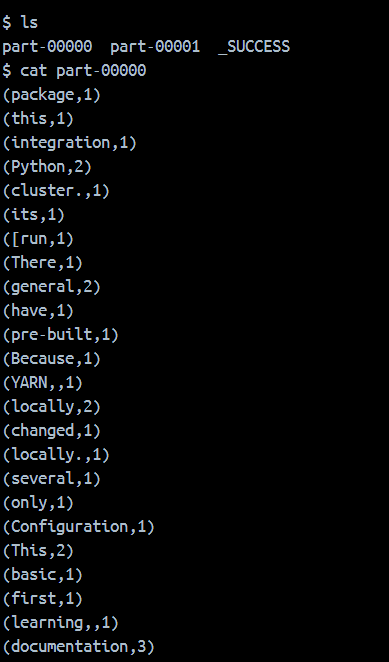 $ ls
part-00000  part-00001  _SUCCESS
$ cat part-00000
(package,1)
(this,1)
(integration,1)
(Python,2)
(cluster.,1)
(its,1)
([run,1)
(There,1)
(general,2)
(have,1)
(pre-built,1)
(Because,1)
(YARN,,1)
(locally,2)
(changed,1)
(locally.,1)
(several,1)
(only,1)
(Configuration,1)
(This,2)
(basic,1)
(first,1)
(learning,,1)
(documentation,3)